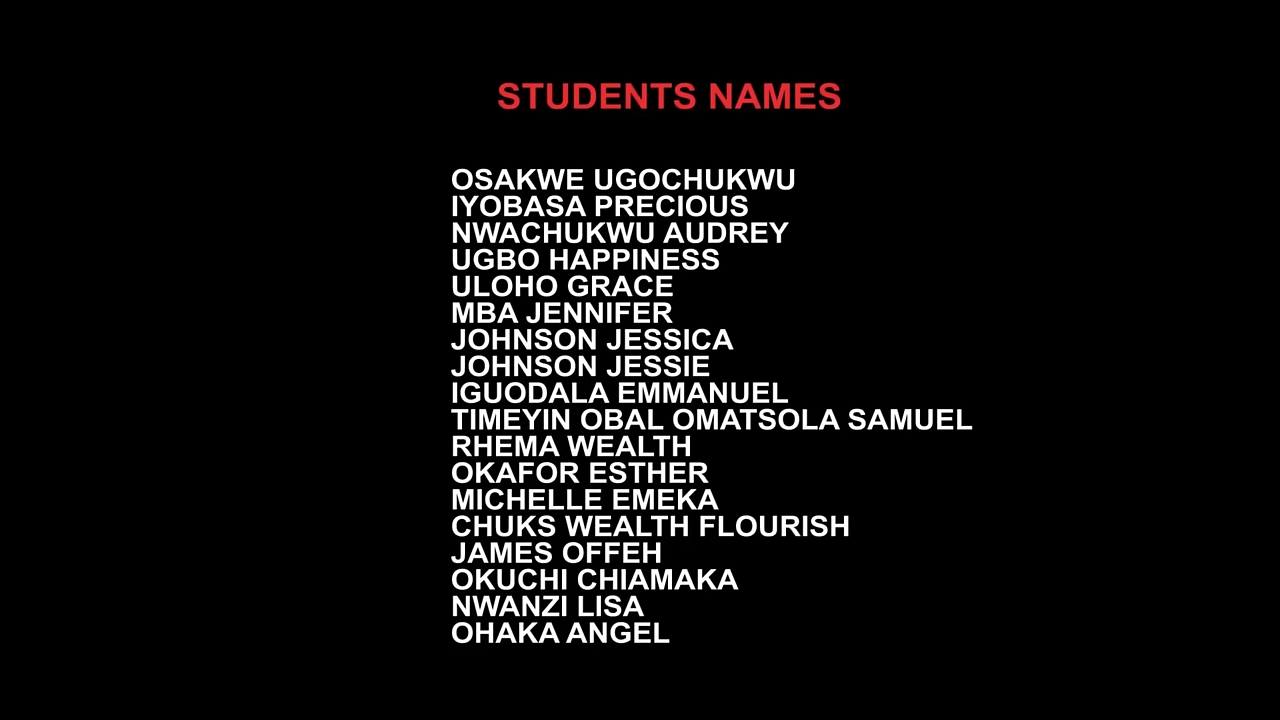 STUDENTS NAMES
OSAKWE UGOCHUKWU
IYOBASA PRECIOUS
NWACHUKWU AUDREY
UGBO HAPPINESS
ULOHO GRACE
MBA JENNIFER
JOHNSON JESSICA
JOHNSON JESSIE
IGUODALA EMMANUEL
TIMEYIN OBAL OMATSOLA SAMUEL
RHEMA WEALTH
OKAFOR ESTHER
MICHELLE EMEKA
CHUKS WEALTH FLOURISH
JAMES OFFEH
OKUCHI CHIAMAKA
NWANZI LISA
OHAKA ANGEL